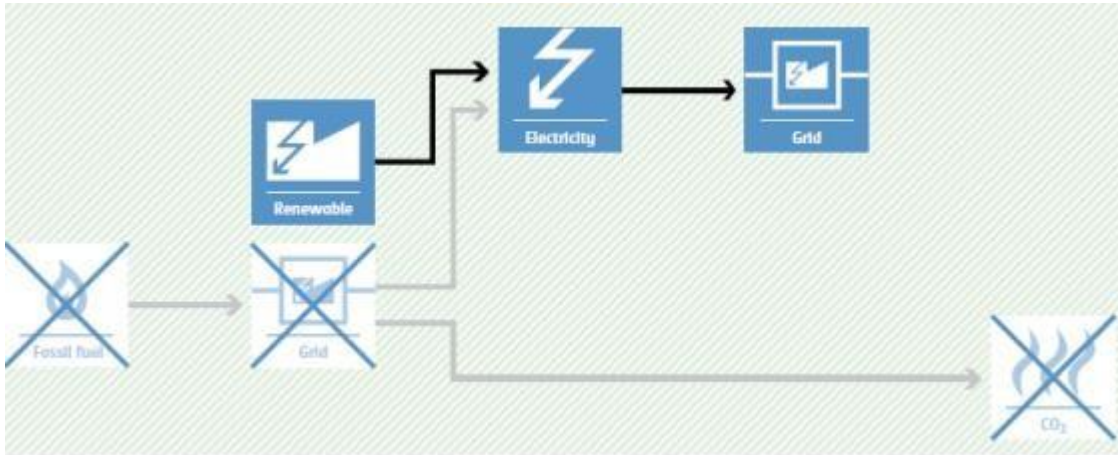 Electricity
Grid
Renewable
Fossil fuel
Grid
CO₂